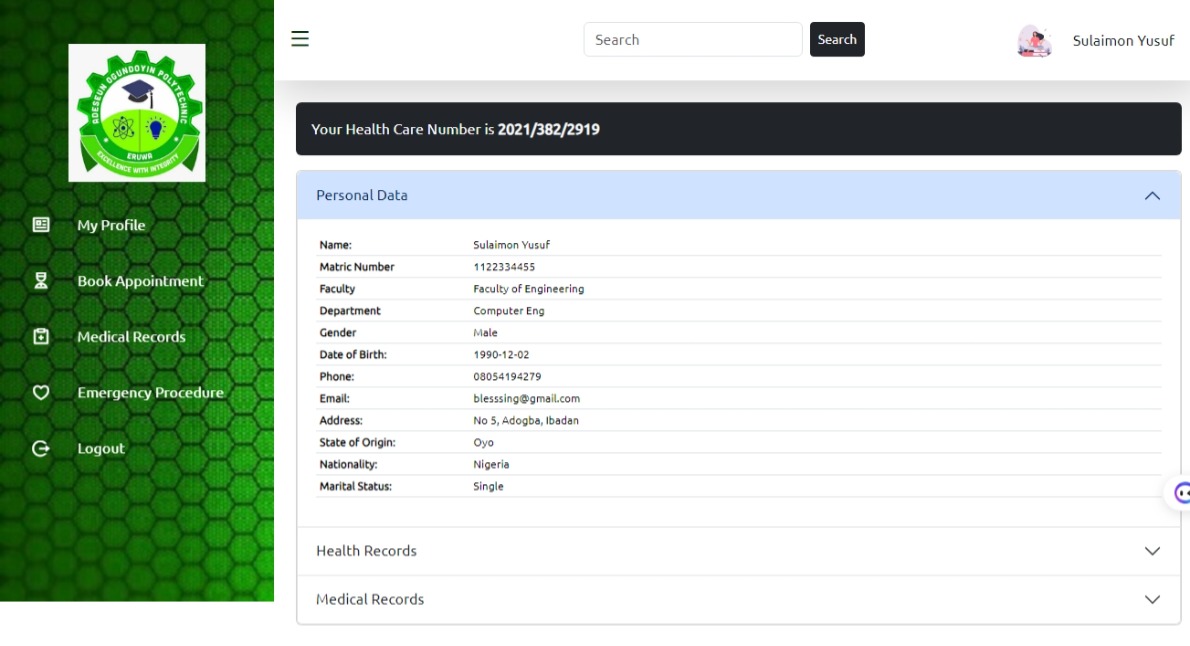 ADESEUN OGUNDOYIN POLYTECHNIC
ERUWA
EXCELLENCE WITH INTEGRITY
My Profile
Book Appointment
Medical Records
Emergency Procedure
Logout
Search Search Sulaimon Yusuf
Your Health Care Number is 2021/382/2919
Personal Data
Name: Sulaimon Yusuf
Matric Number 1122334455
Faculty Faculty of Engineering
Department Computer Eng
Gender Male
Date of Birth: 1990-12-02
Phone: 08054194279
Email: blesssing@gmail.com
Address: No 5, Adogba, Ibadan
State of Origin: Oyo
Nationality: Nigeria
Marital Status: Single
Health Records
Medical Records